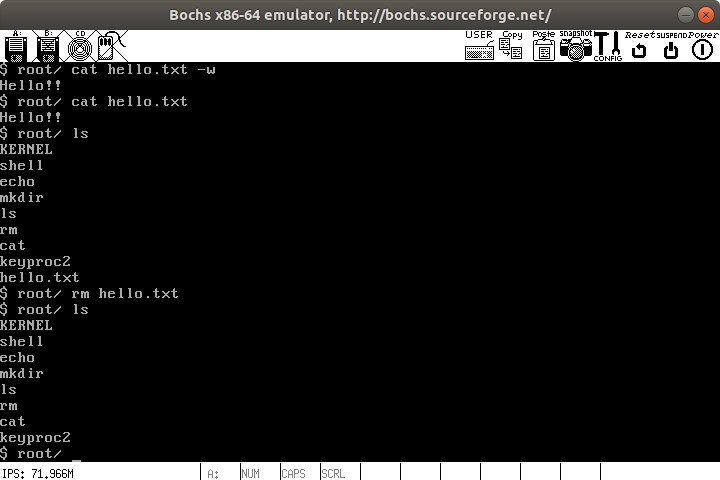 Bochs x86-64 emulator, http://bochs.sourceforge.net/
A: B: CD USER Copy Paste snapshot CONFIG Reset SUSPEND Power
$ root/ cat hello.txt -w
Hello!!
$ root/ cat hello.txt
Hello!!
$ root/ ls
KERNEL
shell
echo
mkdir
ls
rm
cat
keyproc2
hello.txt
$ root/ rm hello.txt
$ root/ ls
KERNEL
shell
echo
mkdir
ls
rm
cat
keyproc2
$ root/ _
IPS: 71.966M A: NUM CAPS SCRL